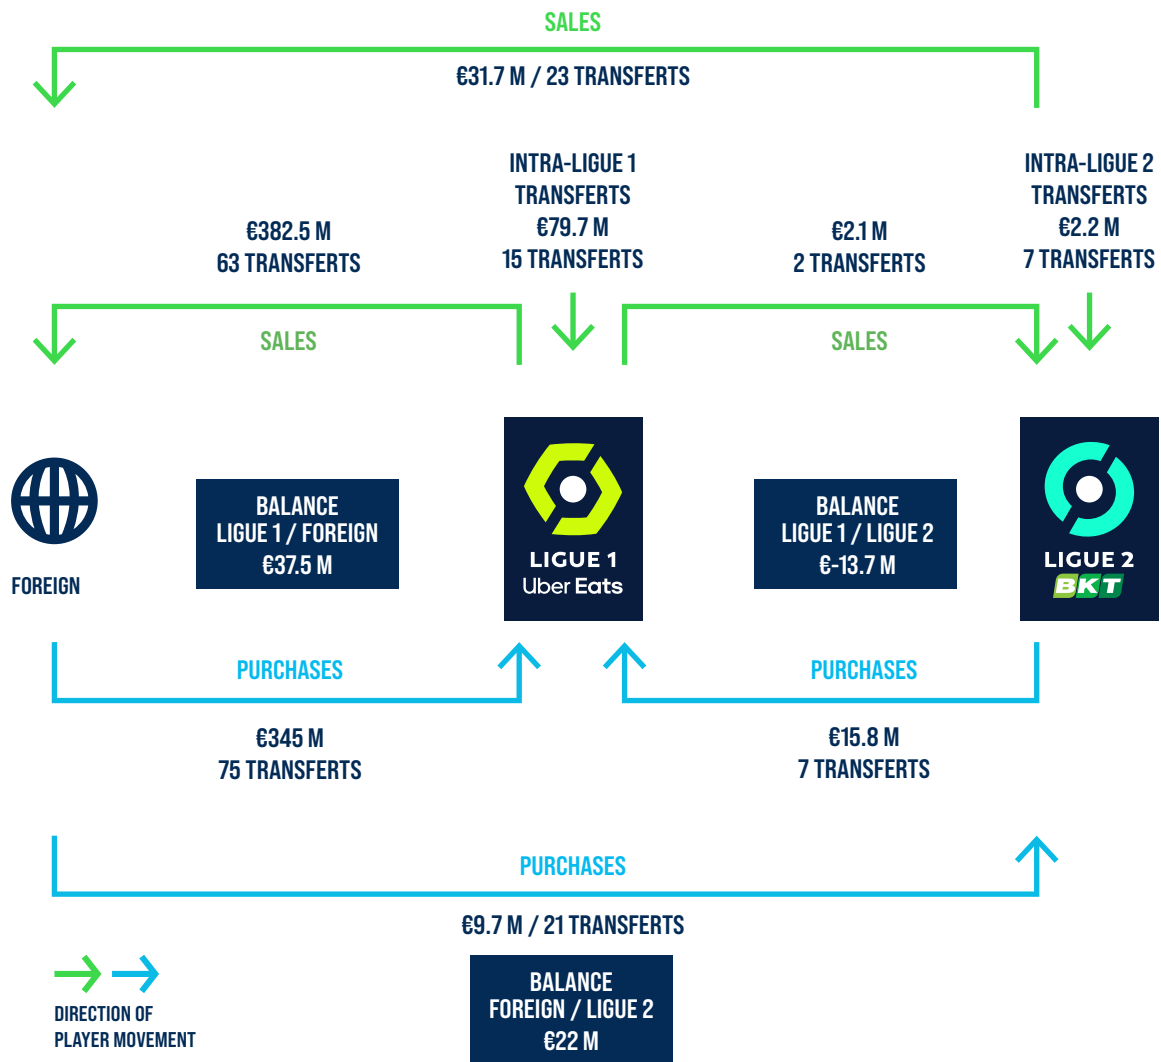 SALES
€31.7 M / 23 TRANSFERTS
INTRA-LIGUE 1
TRANSFERTS
€79.7 M
15 TRANSFERTS
INTRA-LIGUE 2
TRANSFERTS
€2.2 M
7 TRANSFERTS
€382.5 M
63 TRANSFERTS
€2.1 M
2 TRANSFERTS
SALES
SALES
FOREIGN
BALANCE
LIGUE 1 / FOREIGN
€37.5 M
LIGUE 1
Uber Eats
BALANCE
LIGUE 1 / LIGUE 2
€-13.7 M
LIGUE 2
BKT
PURCHASES
€345 M
75 TRANSFERTS
PURCHASES
€15.8 M
7 TRANSFERTS
PURCHASES
€9.7 M / 21 TRANSFERTS
BALANCE
FOREIGN / LIGUE 2
€22 M
DIRECTION OF
PLAYER MOVEMENT